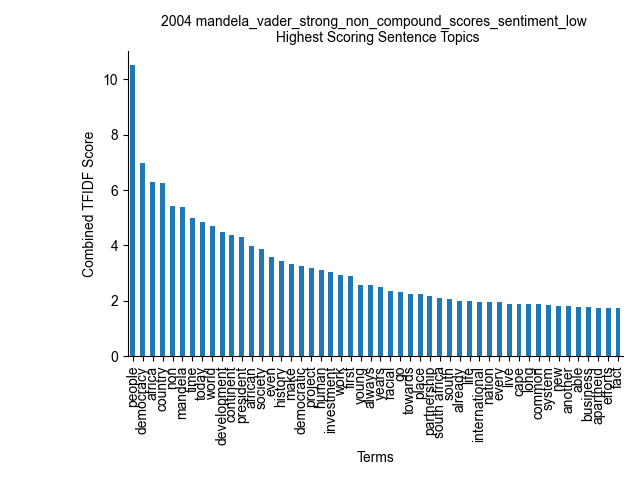 2004 mandela_vader_strong_non_compound_scores_sentiment_low
Highest Scoring Sentence Topics
Combined TFIDF Score
10
8
6
4
2
0
people
democracy
africa
country
non
mandela
time
today
world
development
continent
president
african
society
even
history
make
democratic
project
human
investment
work
first
young
always
years
racial
go
towards
place
partnership
south africa
south
already
life
international
nation
every
live
cape
long
common
system
new
another
able
business
apartheid
efforts
fact
Terms